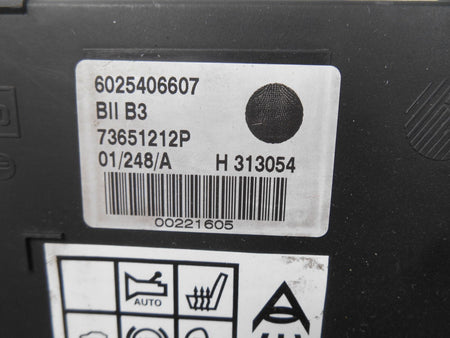 6025406607
BII B3
73651212P
01/248/A H 313054
00221605
AUTO
A